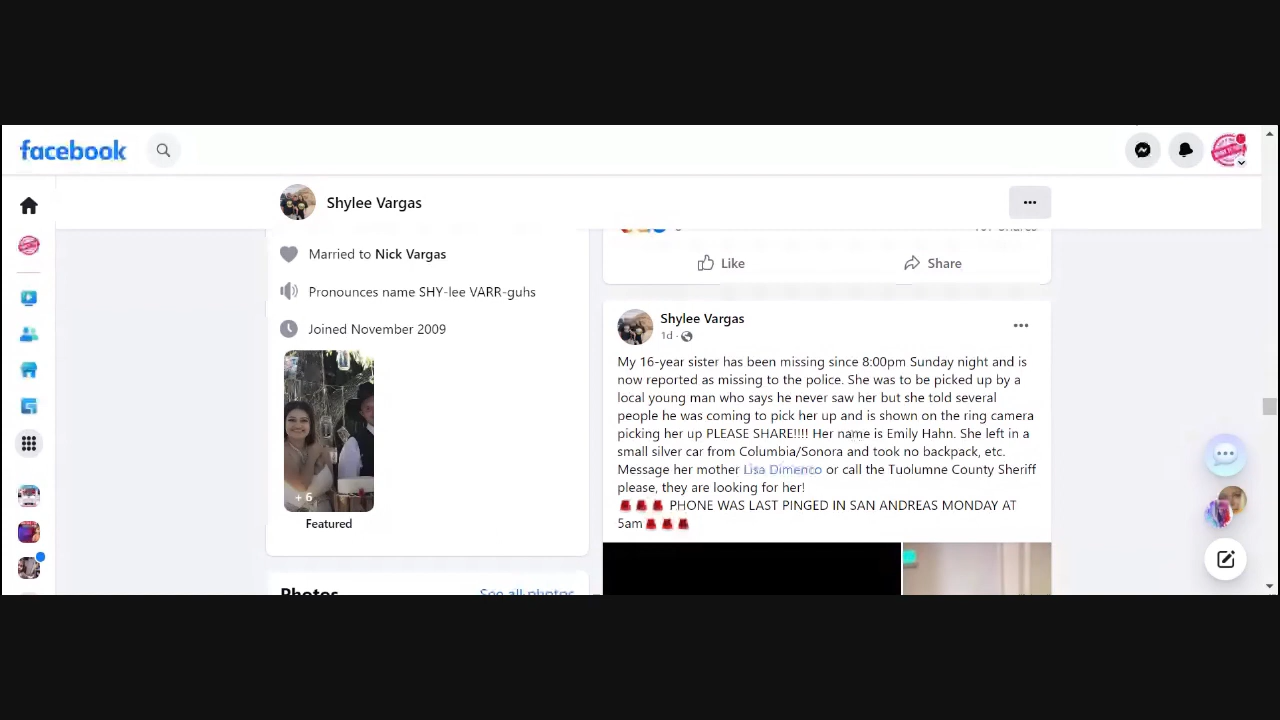 facebook
Shylee Vargas
Married to Nick Vargas
Pronounces name SHY-lee VARR-guhs
Joined November 2009
+ 6
Featured
Photos
See all photos
Like
Share
Shylee Vargas
1d
My 16-year sister has been missing since 8:00pm Sunday night and is
now reported as missing to the police. She was to be picked up by a
local young man who says he never saw her but she told several
people he was coming to pick her up and is shown on the ring camera
picking her up PLEASE SHARE!!!! Her name is Emily Hahn. She left in a
small silver car from Columbia/Sonora and took no backpack, etc.
Message her mother Lisa Dimenco or call the Tuolumne County Sheriff
please, they are looking for her!
PHONE WAS LAST PINGED IN SAN ANDREAS MONDAY AT
5am